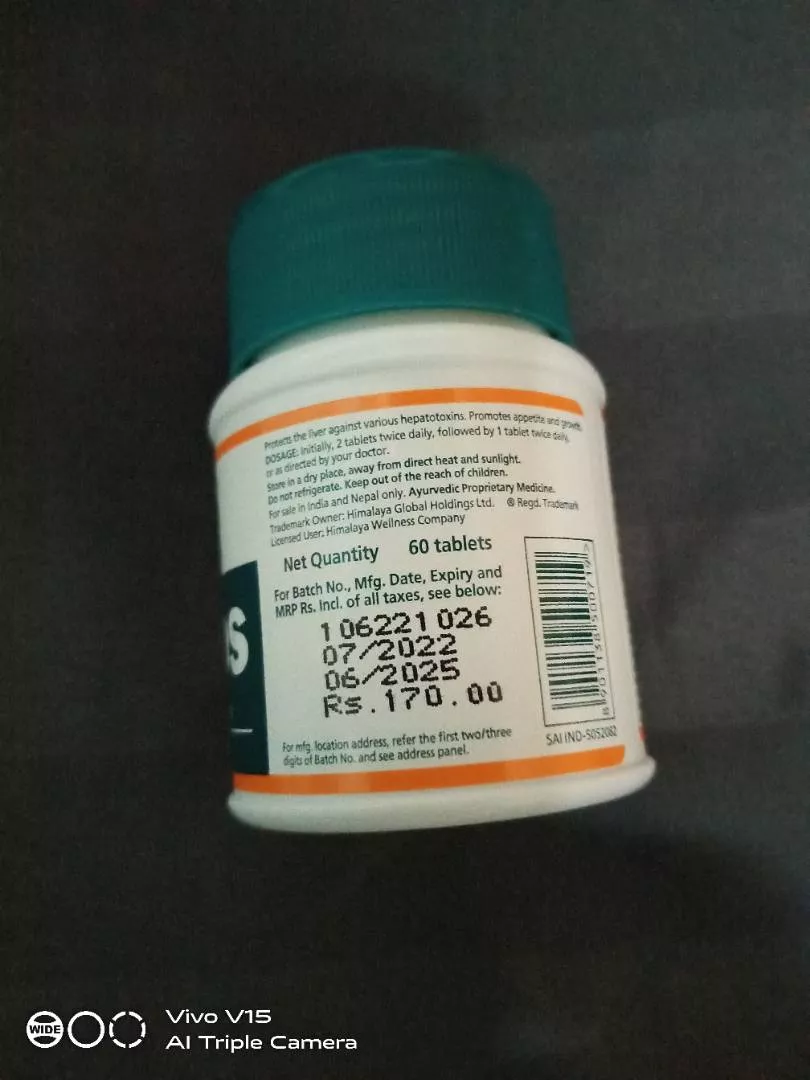 Protects the liver against various hepatotoxins. Promotes appetite and growth.
DOSAGE: Initially, 2 tablets twice daily, followed by 1 tablet twice daily,
or as directed by your doctor.
Store in a dry place, away from direct heat and sunlight.
Do not refrigerate. Keep out of the reach of children.
For sale in India and Nepal only. Ayurvedic Proprietary Medicine.
Trademark Owner: Himalaya Global Holdings Ltd. ® Regd. Trademark
Licensed User: Himalaya Wellness Company
Net Quantity 60 tablets
For Batch No., Mfg. Date, Expiry and
MRP Rs. Incl. of all taxes, see below:
106221026
07/2022
06/2025
Rs.170.00
For mfg. location address, refer the first two/three
digits of Batch No. and see address panel.
SAI IND-5052082
WIDE
Vivo V15
AI Triple Camera